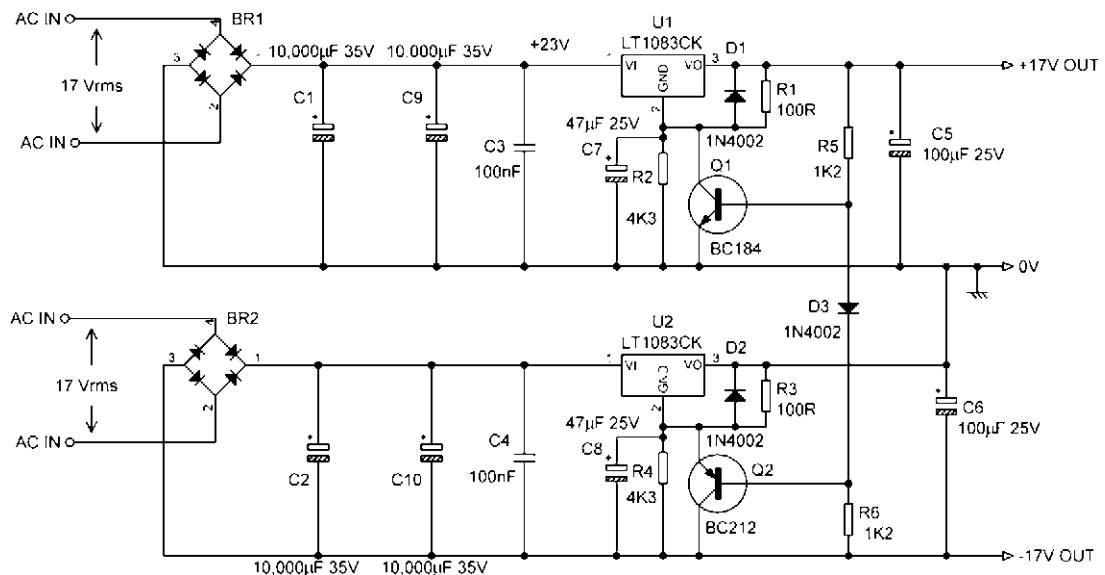 AC IN
4
BR1
U1
LT1083CK
D1
10,000µF 35V
10.000µF 35V
+23V
1
VI
GND
VO
3
+17V OUT
3
17 Vrms
2
C1
C9
2
R1
100R
47µF 25V
1N4002
C5
100µF 25V
AC IN
C3
100nF
C7
R2
Q1
R5
1K2
4K3
BC184
0V
AC IN
4
BR2
U2
LT1083CK
D2
D3
1N4002
3
1
1
VI
GND
VO
3
17 Vrms
2
2
R3
100R
47µF 25V
1N4002
C6
100µF 25V
AC IN
C2
C10
C4
100nF
C8
R4
4K3
Q2
BC212
R6
1K2
10,000µF 35V
10,000µF 35V
-17V OUT